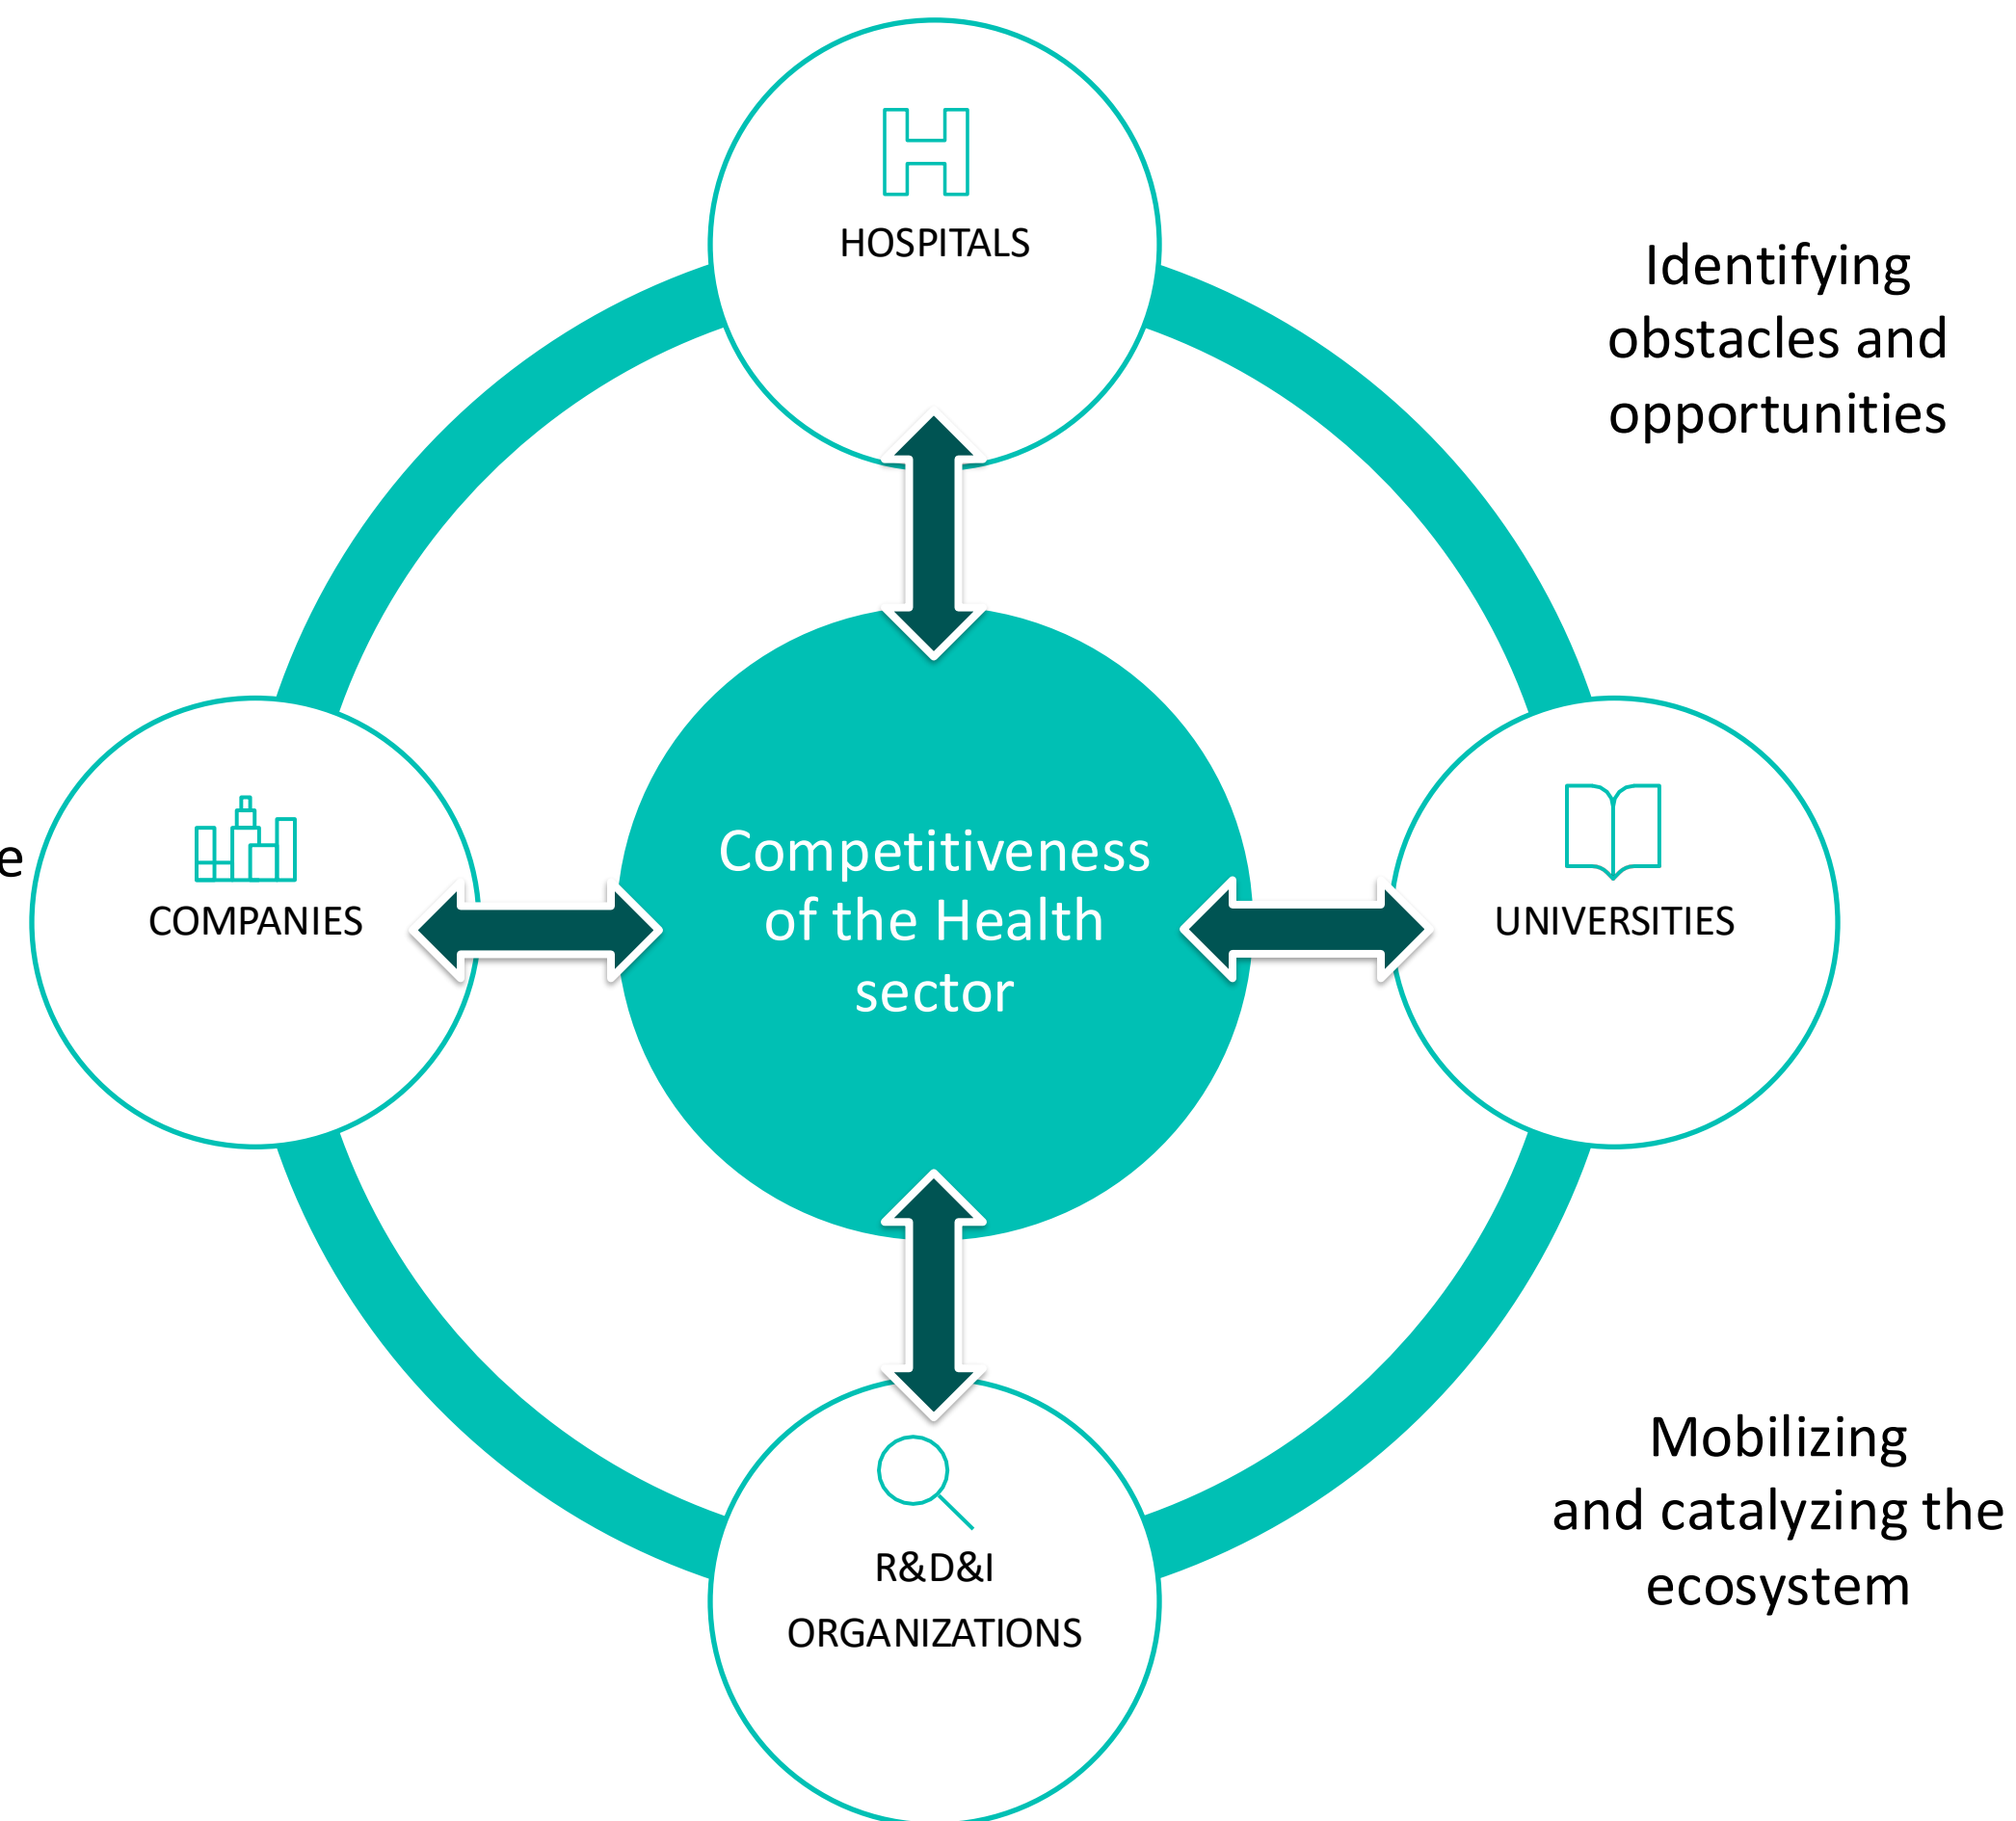 HOSPITALS
Identifying
obstacles and
opportunities
e
COMPANIES
Competitiveness
of the Health
sector
UNIVERSITIES
R&D&I
ORGANIZATIONS
Mobilizing
and catalyzing the
ecosystem